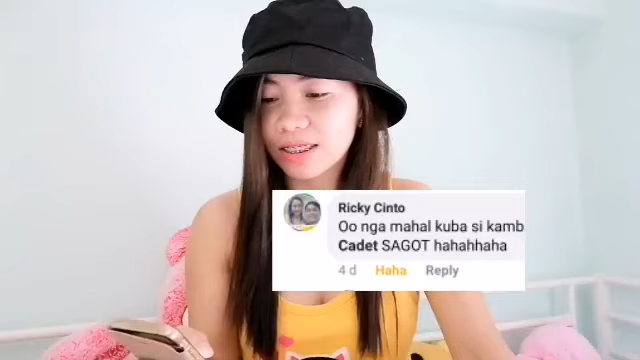 Ricky Cinto
Oo nga mahal kuba si kamb
Cadet SAGOT hahahhaha
4 d Haha Reply